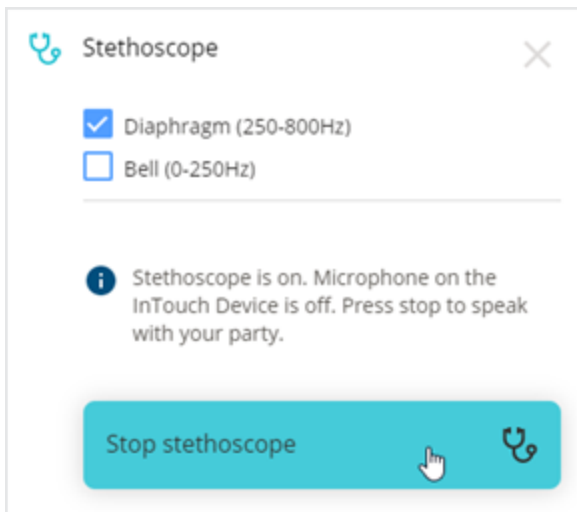 Stethoscope
Diaphragm (250-800Hz)
Bell (0-250Hz)
Stethoscope is on. Microphone on the
InTouch Device is off. Press stop to speak
with your party.
Stop stethoscope